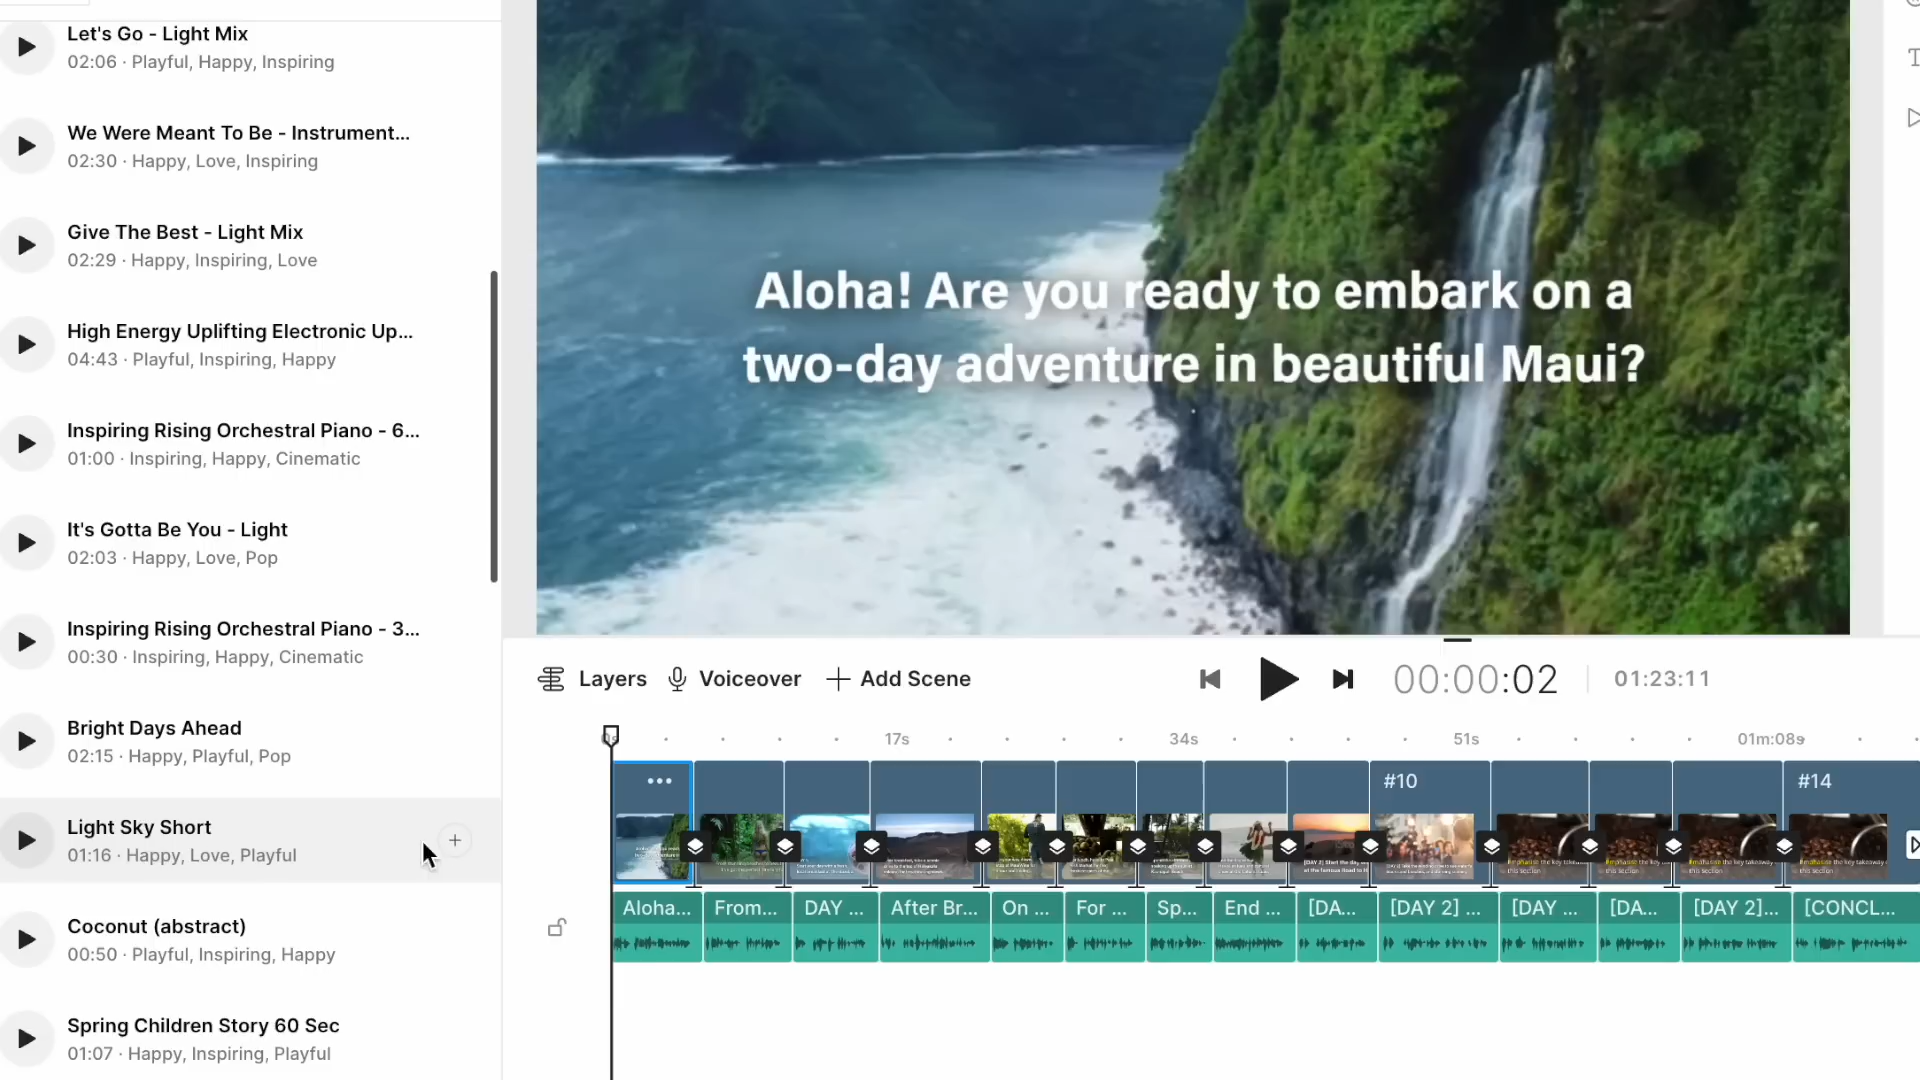 Let's Go - Light Mix
02:06 · Playful, Happy, Inspiring
We Were Meant To Be - Instrument...
02:30 · Happy, Love, Inspiring
Give The Best - Light Mix
02:29 · Happy, Inspiring, Love
High Energy Uplifting Electronic Up...
04:43 · Playful, Inspiring, Happy
Inspiring Rising Orchestral Piano - 6...
01:00 · Inspiring, Happy, Cinematic
It's Gotta Be You - Light
02:03 · Happy, Love, Pop
Inspiring Rising Orchestral Piano - 3...
00:30 · Inspiring, Happy, Cinematic
Bright Days Ahead
02:15 · Happy, Playful, Pop
Light Sky Short
01:16 · Happy, Love, Playful
Coconut (abstract)
00:50 · Playful, Inspiring, Happy
Spring Children Story 60 Sec
01:07 · Happy, Inspiring, Playful
Aloha! Are you ready to embark on a
two-day adventure in beautiful Maui?
Layers Voiceover Add Scene
00:00:02 01:23:11
17s 34s 51s 01m:08s
#10 #14
Aloha... From... DAY ... After Br... On ... For ... Sp... End ... [DA... [DAY 2] ... [DAY ... [DA... [DAY 2]... [CONCL...